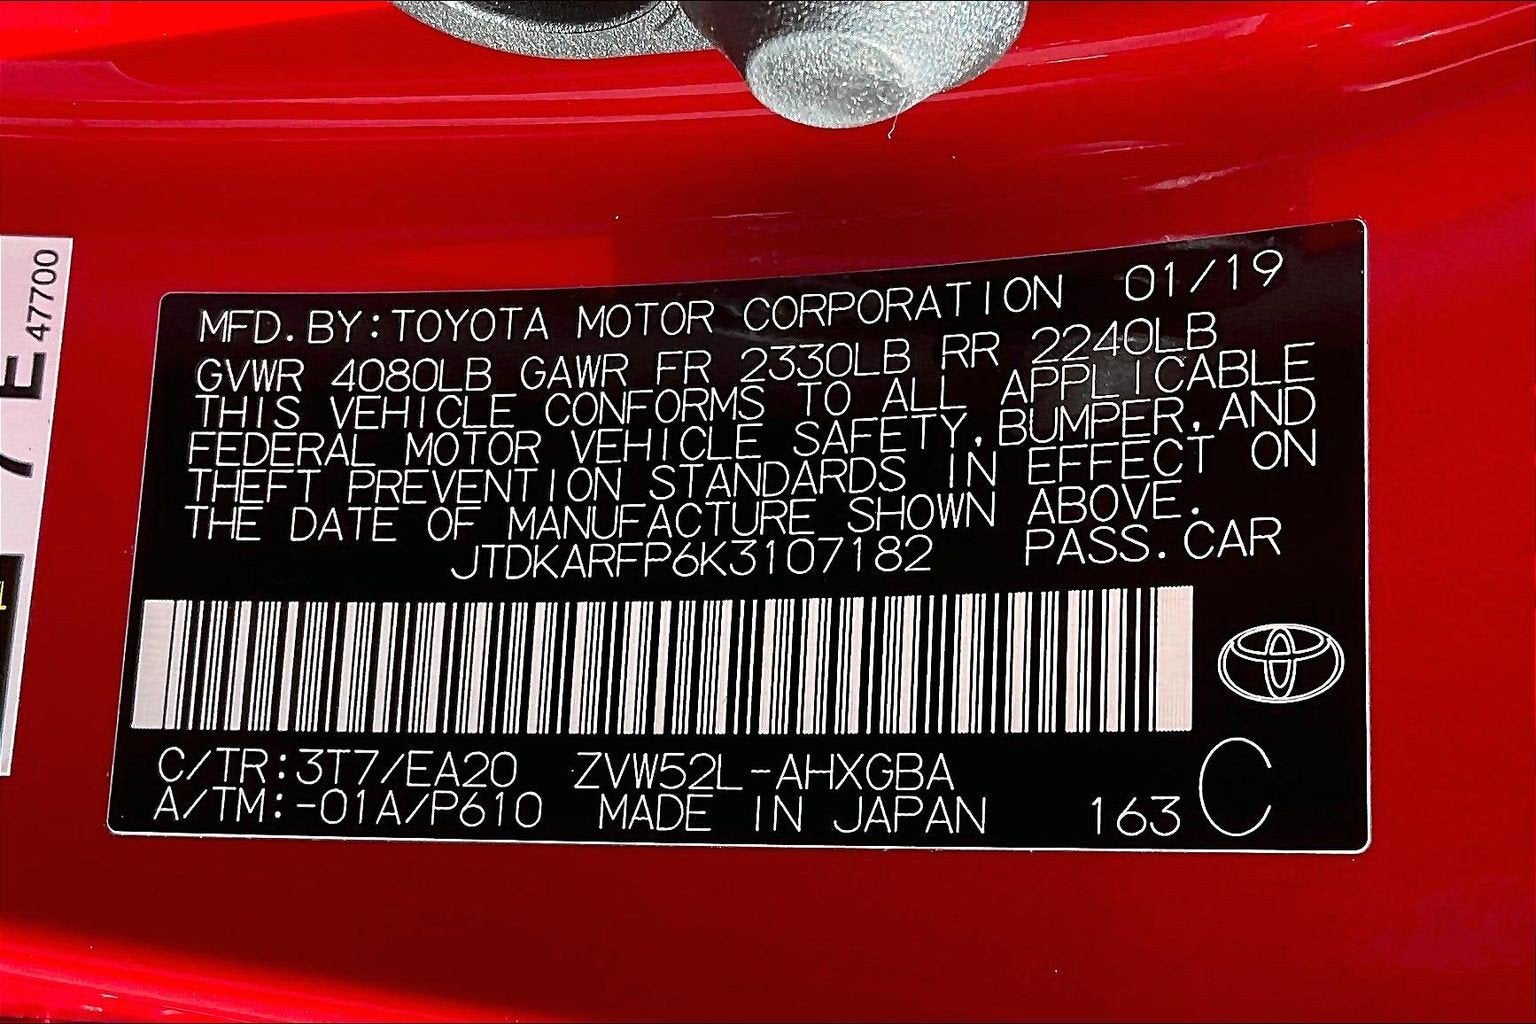 MFD.BY:TOYOTA MOTOR CORPORATION 01/19
GVWR 4080LB GAWR FR 2330LB RR 2240LB
THIS VEHICLE CONFORMS TO ALL APPLICABLE
FEDERAL MOTOR VEHICLE SAFETY,BUMPER,AND
THEFT PREVENTION STANDARDS IN EFFECT ON
THE DATE OF MANUFACTURE SHOWN ABOVE.
JTDKARFP6K3107182 PASS.CAR
C/TR:3T7/EA20 ZVW52L-AHXGBA
A/TM:-01A/P610 MADE IN JAPAN 163 C
47700
7 E